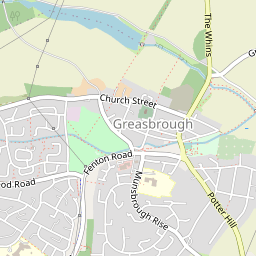 The Whins
Church Street
Greasbrough
Fenton Road
od Road
Munsbrough Rise
Potter Hill